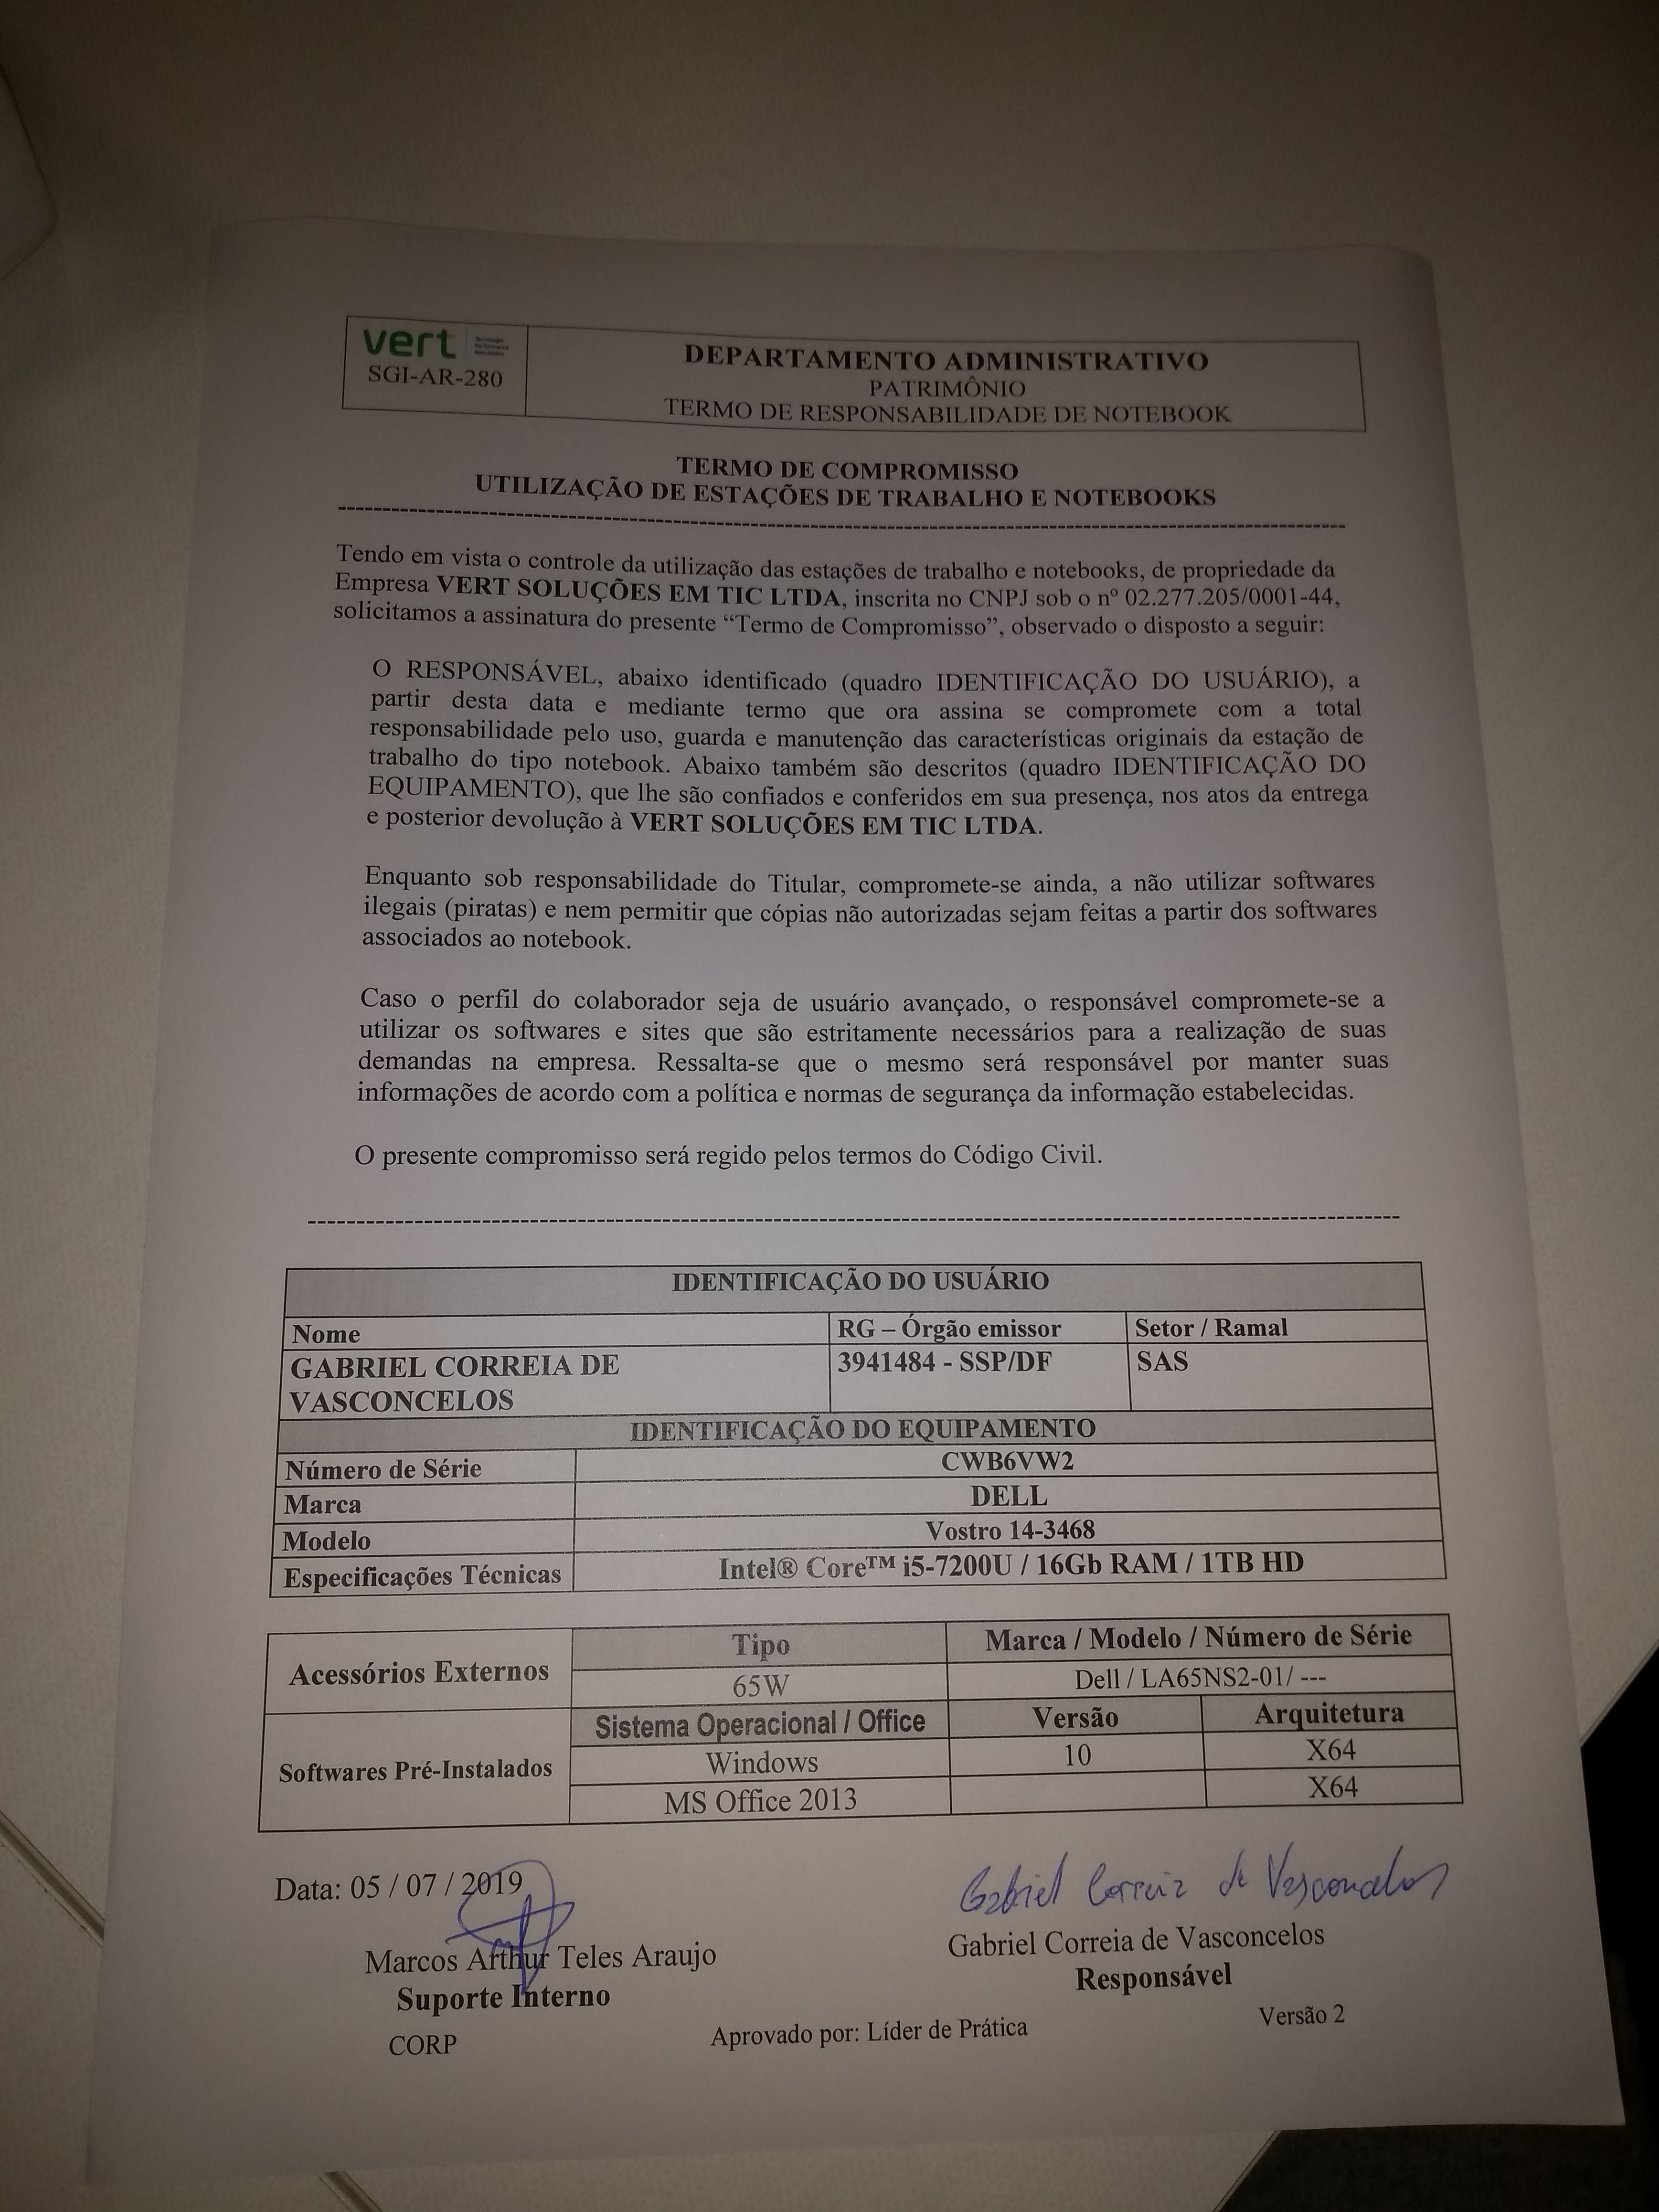 vert
SGI-AR-280
DEPARTAMENTO ADMINISTRATIVO
PATRIMÔNIO
TERMO DE RESPONSABILIDADE DE NOTEBOOK
TERMO DE COMPROMISSO
UTILIZAÇÃO DE ESTAÇÕES DE TRABALHO E NOTEBOOKS
Tendo em vista o controle da utilização das estações de trabalho e notebooks, de propriedade da
Empresa VERT SOLUÇÕES EM TIC LTDA, inscrita no CNPJ sob o nº 02.277.205/0001-44,
solicitamos a assinatura do presente “Termo de Compromisso”, observado o disposto a seguir:
O RESPONSÁVEL, abaixo identificado (quadro IDENTIFICAÇÃO DO USUÁRIO), a
partir desta data e mediante termo que ora assina se compromete com a total
responsabilidade pelo uso, guarda e manutenção das características originais da estação de
trabalho do tipo notebook. Abaixo também são descritos (quadro IDENTIFICAÇÃO DO
EQUIPAMENTO), que lhe são confiados e conferidos em sua presença, nos atos da entrega
e posterior devolução à VERT SOLUÇÕES EM TIC LTDA.
Enquanto sob responsabilidade do Titular, compromete-se ainda, a não utilizar softwares
ilegais (piratas) e nem permitir que cópias não autorizadas sejam feitas a partir dos softwares
associados ao notebook.
Caso o perfil do colaborador seja de usuário avançado, o responsável compromete-se a
utilizar os softwares e sites que são estritamente necessários para a realização de suas
demandas na empresa. Ressalta-se que o mesmo será responsável por manter suas
informações de acordo com a política e normas de segurança da informação estabelecidas.
O presente compromisso será regido pelos termos do Código Civil.
IDENTIFICAÇÃO DO USUÁRIO
Nome RG – Órgão emissor Setor / Ramal
GABRIEL CORREIA DE 3941484 - SSP/DF SAS
VASCONCELOS
IDENTIFICAÇÃO DO EQUIPAMENTO
Número de Série CWB6VW2
Marca DELL
Modelo Vostro 14-3468
Especificações Técnicas Intel® Core™ i5-7200U / 16Gb RAM / 1TB HD
Acessórios Externos Tipo Marca / Modelo / Número de Série
65W Dell / LA65NS2-01/ ---
Softwares Pré-Instalados Sistema Operacional / Office Versão Arquitetura
Windows 10 X64
MS Office 2013 X64
Data: 05 / 07 / 2019
Gabriel Correia de Vasconcelos
Marcos Arthur Teles Araujo Gabriel Correia de Vasconcelos
Suporte Interno Responsável
CORP Aprovado por: Líder de Prática Versão 2